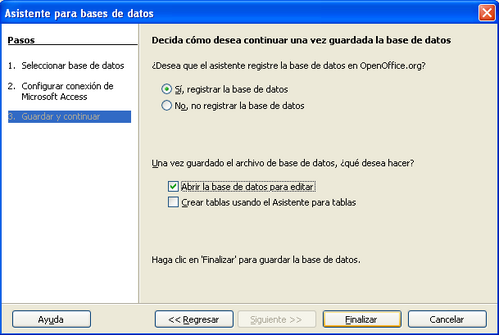 Asistente para bases de datos
Pasos
1. Seleccionar base de datos
2. Configurar conexión de
Microsoft Access
3. Guardar y continuar
Decida cómo desea continuar una vez guardada la base de datos
¿Desea que el asistente registre la base de datos en OpenOffice.org?
Sí, registrar la base de datos
No, no registrar la base de datos
Una vez guardado el archivo de base de datos, ¿qué desea hacer?
Abrir la base de datos para editar
Crear tablas usando el Asistente para tablas
Haga clic en 'Finalizar' para guardar la base de datos.
Ayuda
<< Regresar
Siguiente >>
Finalizar
Cancelar